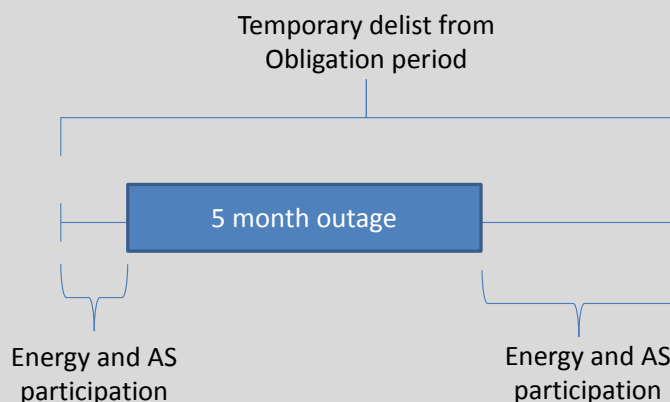 Temporary delist from
Obligation period
5 month outage
Energy and AS
participation
Energy and AS
participation